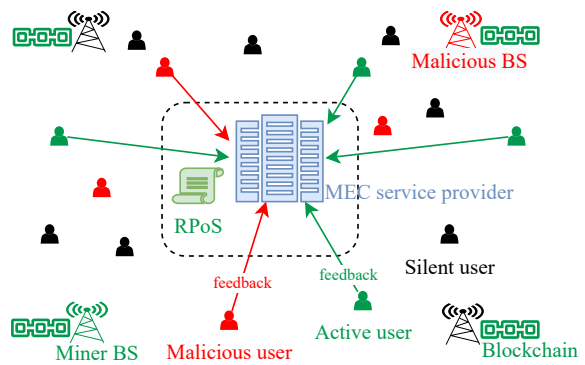 Malicious BS
MEC service provider
RPoS
Silent user
feedback
feedback
Active user
Malicious user
Miner BS
Blockchain